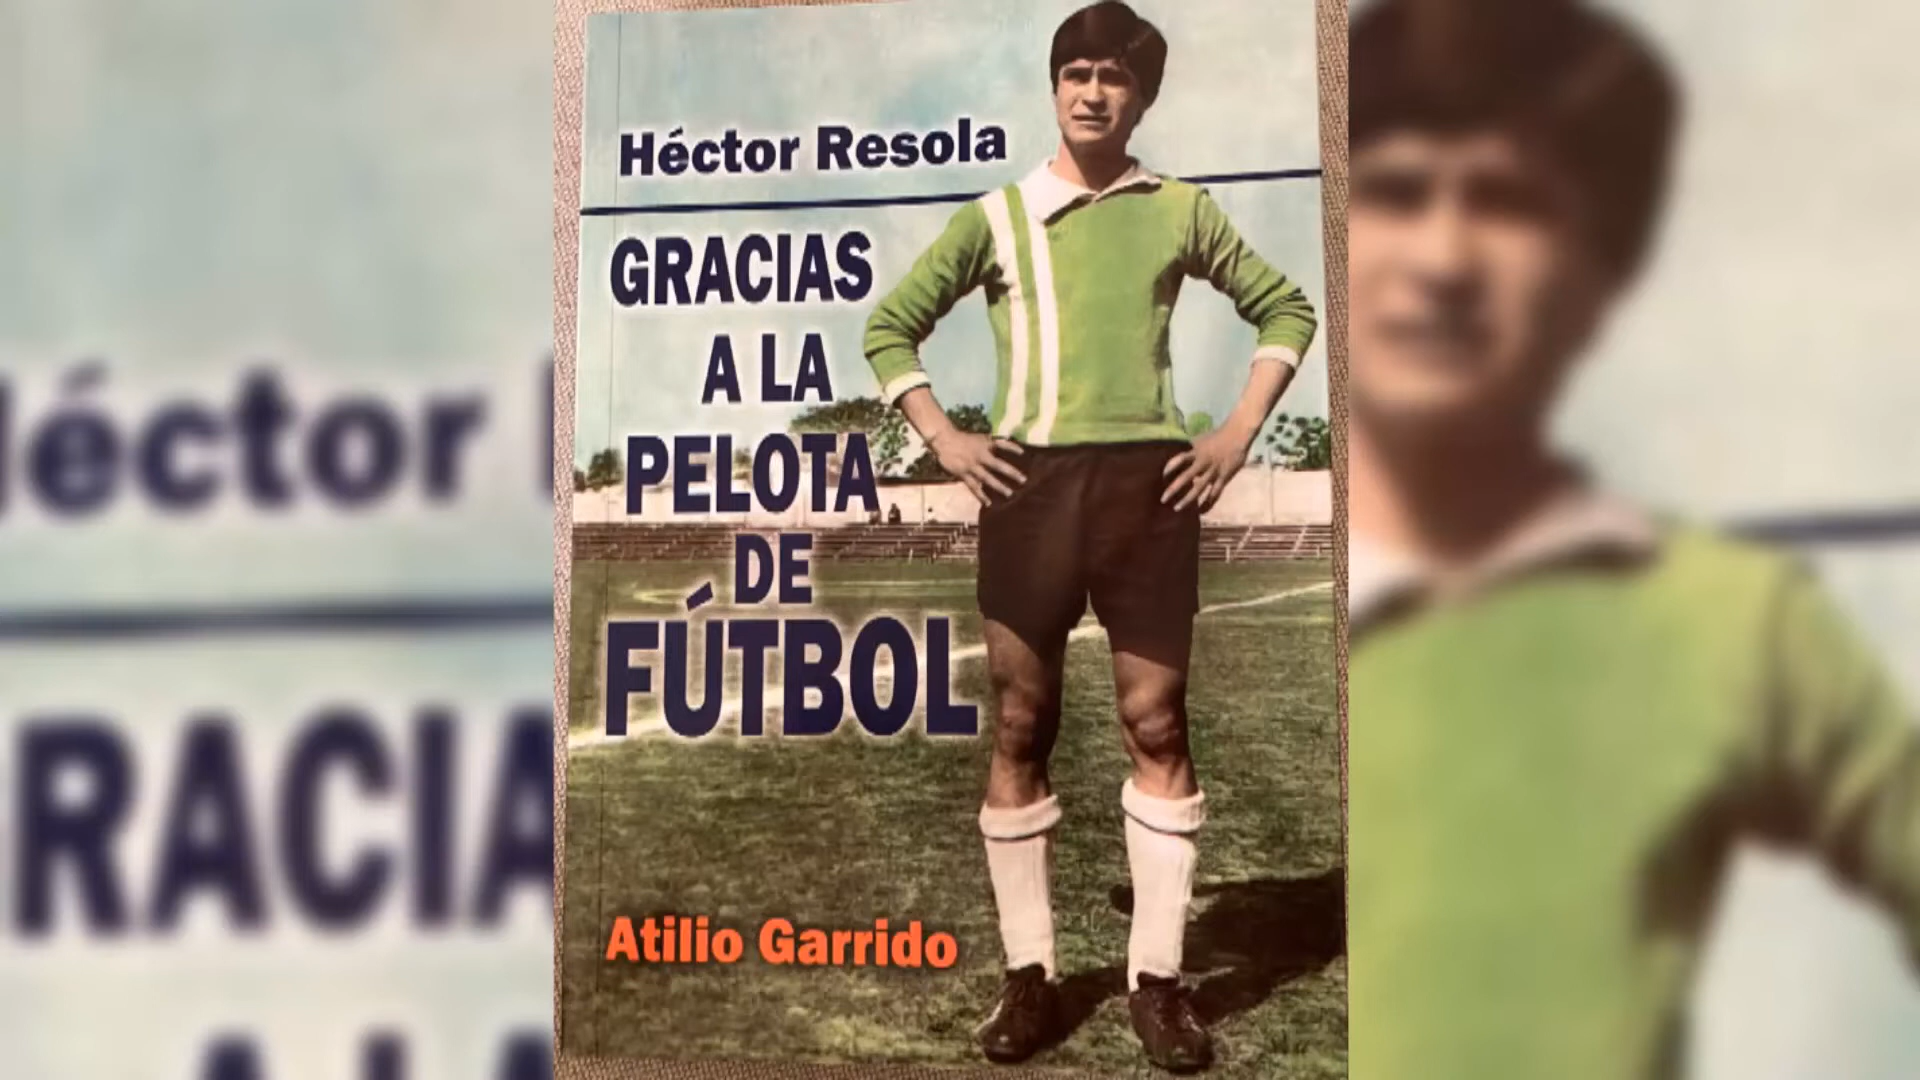 Héctor Resola
GRACIAS
A LA
PELOTA
DE
FÚTBOL
Atilio Garrido